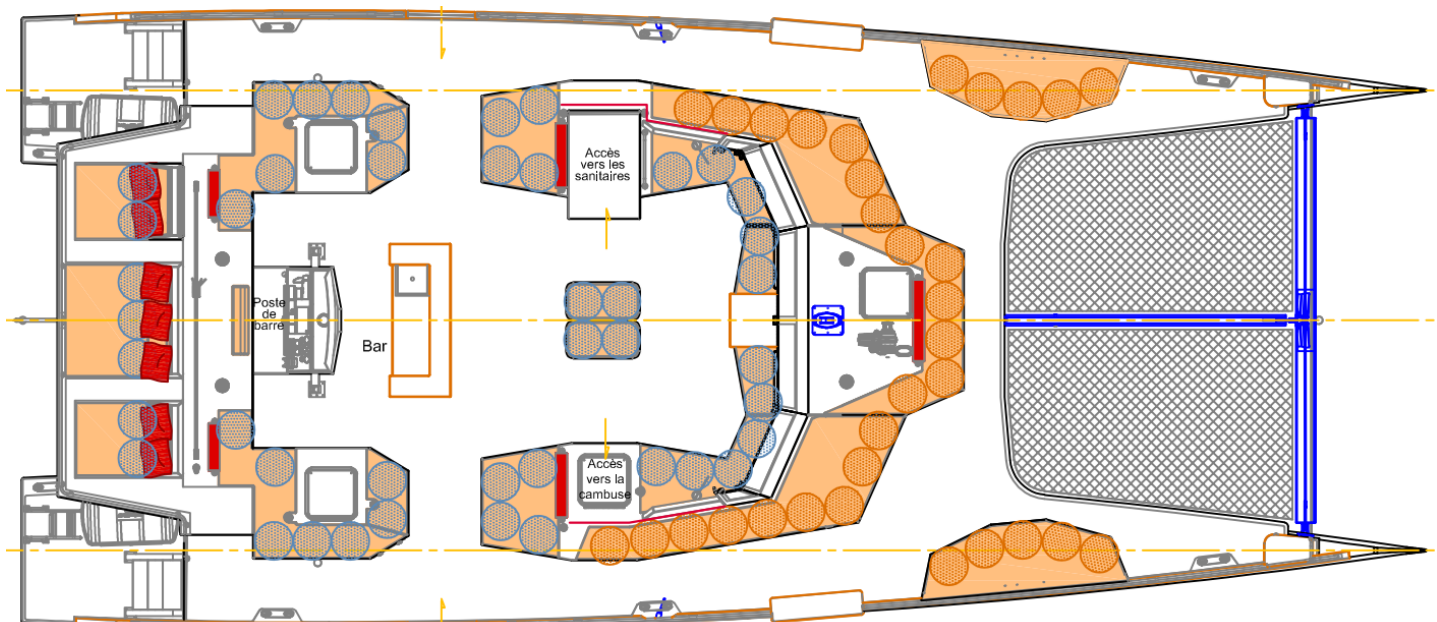 Accès
vers les
sanitaires
Poste
de
barre
Bar
Accès
vers la
cambuse